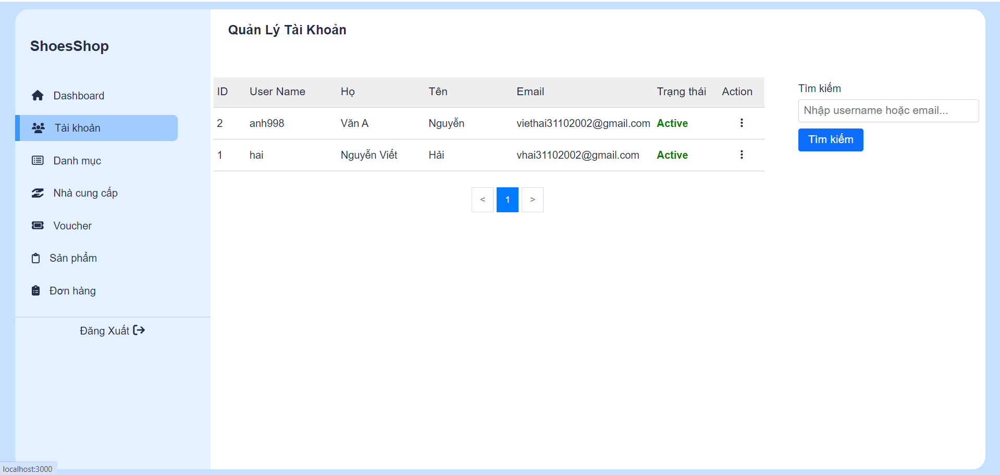 ShoesShop
Dashboard
Tài khoản
Danh mục
Nhà cung cấp
Voucher
Sản phẩm
Đơn hàng
Đăng Xuất
Quản Lý Tài Khoản
ID User Name Họ Tên Email Trạng thái Action
2 anh998 Văn A Nguyễn viethai31102002@gmail.com Active
1 hai Nguyễn Viết Hải vhai31102002@gmail.com Active
< 1 >
Tìm kiếm
Nhập username hoặc email...
Tìm kiếm
localhost:3000